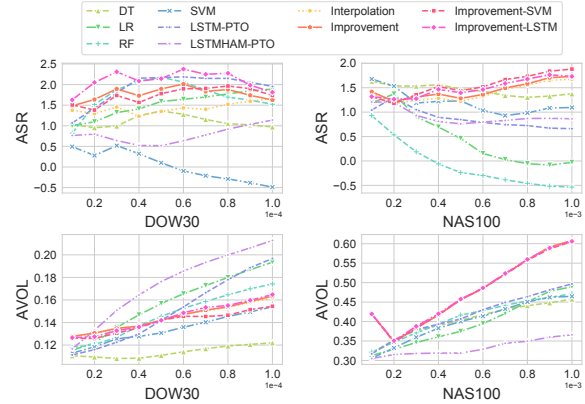 DT SVM Interpolation Improvement-SVM
LR LSTM-PTO Improvement Improvement-LSTM
RF LSTMHAM-PTO
2.5
2.0
1.5
1.0
0.5
0.0
−0.5
ASR
0.2 0.4 0.6 0.8 1.0
1e−4
DOW30
2.0
1.5
1.0
0.5
0.0
−0.5
ASR
0.2 0.4 0.6 0.8 1.0
1e−3
NAS100
0.20
0.18
0.16
0.14
0.12
AVOL
0.2 0.4 0.6 0.8 1.0
1e−4
DOW30
0.60
0.55
0.50
0.45
0.40
0.35
0.30
AVOL
0.2 0.4 0.6 0.8 1.0
1e−3
NAS100